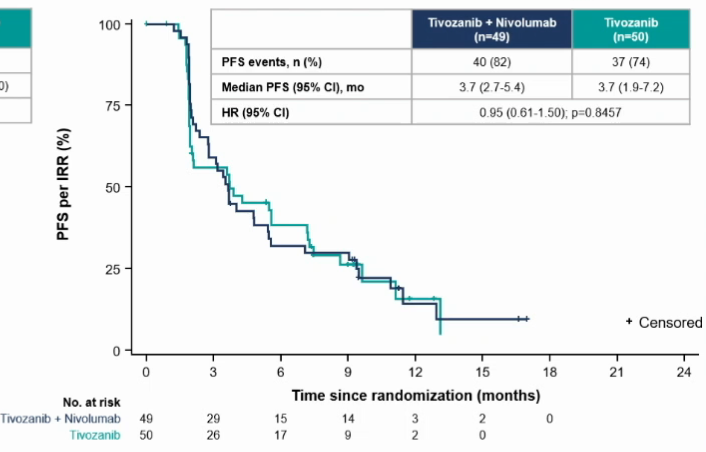 Tivozanib + Nivolumab Tivozanib
(n=49) (n=50)
PFS events, n (%) 40 (82) 37 (74)
0)
Median PFS (95% CI), mo 3.7 (2.7-5.4) 3.7 (1.9-7.2)
HR (95% CI) 0.95 (0.61-1.50); p=0.8457
PFS per IRR (%)
100
75
50
25
0
+ Censored
0 3 6 9 12 15 18 21 24
Time since randomization (months)
No. at risk
Tivozanib + Nivolumab 49 29 15 14 3 2 0
Tivozanib 50 26 17 9 2 0